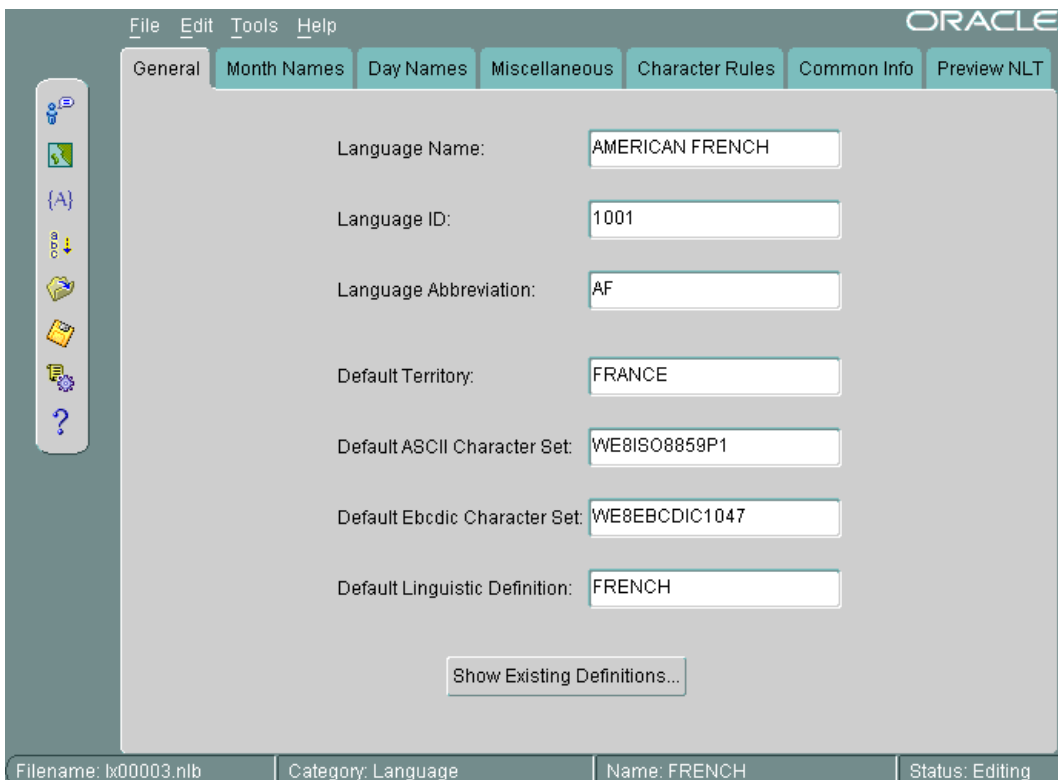 File Edit Tools Help
ORACLE
General Month Names Day Names Miscellaneous Character Rules Common Info Preview NLT
{A}
a
b
c
?
Language Name: AMERICAN FRENCH
Language ID: 1001
Language Abbreviation: AF
Default Territory: FRANCE
Default ASCII Character Set: WE8ISO8859P1
Default Ebcdic Character Set: WE8EBCDIC1047
Default Linguistic Definition: FRENCH
Show Existing Definitions...
Filename: lx00003.nlb Category: Language Name: FRENCH Status: Editing